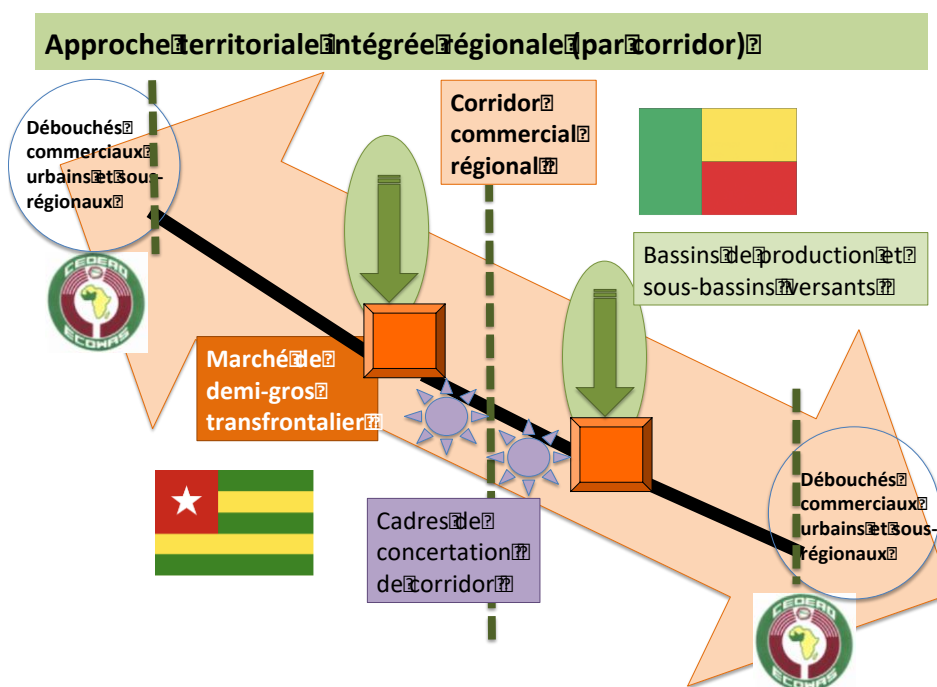 Approche territoriale intégrée régionale (par corridor)
Débouchés
commerciaux
urbains et sous-
régionaux
Corridor
commercial
régional
Bassins de production et
sous-bassins versants
CEDEAO
ECOWAS
Marché de
demi-gros
transfrontalier
Cadres de
concertation
de corridor
Débouchés
commerciaux
urbains et sous-
régionaux
CEDEAO
ECOWAS